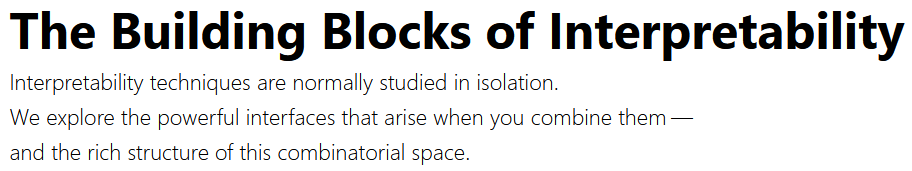 The Building Blocks of Interpretability
Interpretability techniques are normally studied in isolation.
We explore the powerful interfaces that arise when you combine them —
and the rich structure of this combinatorial space.